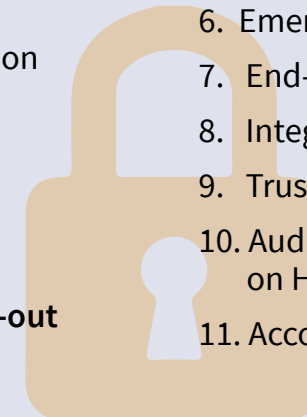 on
-out
6. Emer
7. End-
8. Integ
9. Trus
10. Aud
on H
11. Acco